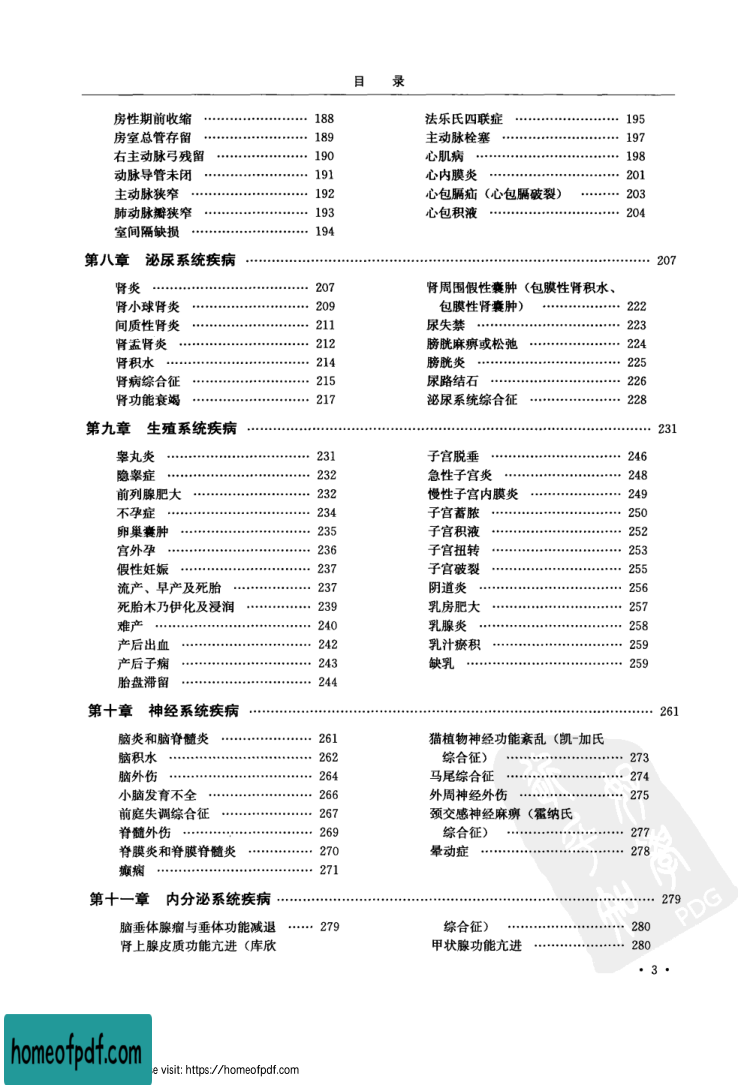 目 录
房性期前收缩 …………………… 188
房室总管存留 …………………… 189
右主动脉弓残留 ………………… 190
动脉导管未闭 …………………… 191
主动脉狭窄 ……………………… 192
肺动脉瓣狭窄 …………………… 193
室间隔缺损 ……………………… 194
法乐氏四联症 …………………… 195
主动脉栓塞 ……………………… 197
心肌病 …………………………… 198
心内膜炎 ………………………… 201
心包膈疝（心包膈破裂） ……… 203
心包积液 ………………………… 204
第八章 泌尿系统疾病 …………………………………………………………………… 207
肾炎 ……………………………… 207
肾小球肾炎 ……………………… 209
间质性肾炎 ……………………… 211
肾盂肾炎 ………………………… 212
肾积水 …………………………… 214
肾病综合征 ……………………… 215
肾功能衰竭 ……………………… 217
肾周围假性囊肿（包膜性肾积水、
包膜性肾囊肿） ……………… 222
尿失禁 …………………………… 223
膀胱麻痹或松弛 ………………… 224
膀胱炎 …………………………… 225
尿路结石 ………………………… 226
泌尿系统综合征 ………………… 228
第九章 生殖系统疾病 …………………………………………………………………… 231
睾丸炎 …………………………… 231
隐睾症 …………………………… 232
前列腺肥大 ……………………… 232
不孕症 …………………………… 234
卵巢囊肿 ………………………… 235
宫外孕 …………………………… 236
假性妊娠 ………………………… 237
流产、早产及死胎 ……………… 237
死胎木乃伊化及浸润 …………… 239
难产 ……………………………… 240
产后出血 ………………………… 242
产后子痫 ………………………… 243
胎盘滞留 ………………………… 244
子宫脱垂 ………………………… 246
急性子宫炎 ……………………… 248
慢性子宫内膜炎 ………………… 249
子宫蓄脓 ………………………… 250
子宫积液 ………………………… 252
子宫扭转 ………………………… 253
子宫破裂 ………………………… 255
阴道炎 …………………………… 256
乳房肥大 ………………………… 257
乳腺炎 …………………………… 258
乳汁瘀积 ………………………… 259
缺乳 ……………………………… 259
第十章 神经系统疾病 …………………………………………………………………… 261
脑炎和脑脊髓炎 ………………… 261
脑积水 …………………………… 262
脑外伤 …………………………… 264
小脑发育不全 …………………… 266
前庭失调综合征 ………………… 267
脊髓外伤 ………………………… 269
脊膜炎和脊膜脊髓炎 …………… 270
癫痫 ……………………………… 271
猫植物神经功能紊乱（凯-加氏
综合征） ……………………… 273
马尾综合征 ……………………… 274
外周神经外伤 …………………… 275
颈交感神经麻痹（霍纳氏
综合征） ……………………… 277
晕动症 …………………………… 278
第十一章 内分泌系统疾病 ……………………………………………………………… 279
脑垂体腺瘤与垂体功能减退 …… 279
肾上腺皮质功能亢进（库欣
综合征） ……………………… 280
甲状腺功能亢进 ………………… 280
PDG
· 3 ·
homeofpdf.com
e visit: https://homeofpdf.com